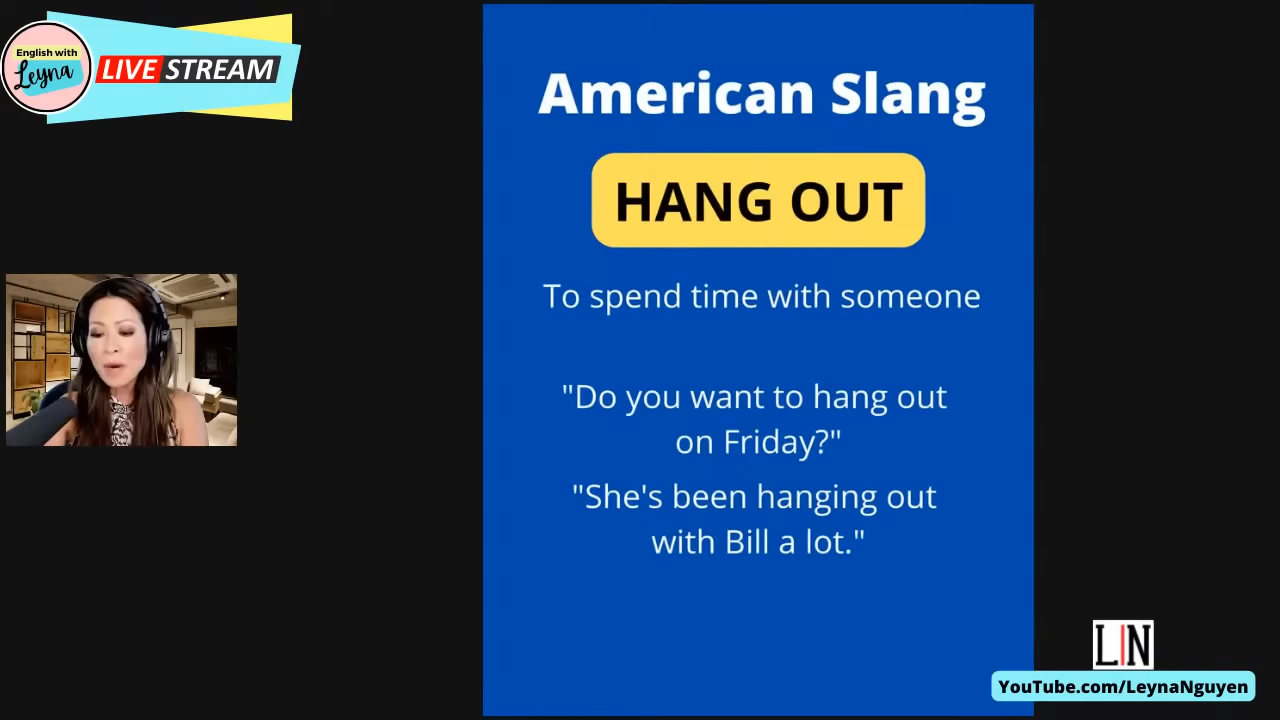 English with
Leyna
LIVE STREAM
American Slang
HANG OUT
To spend time with someone
"Do you want to hang out
on Friday?"
"She's been hanging out
with Bill a lot."
LIN
YouTube.com/LeynaNguyen